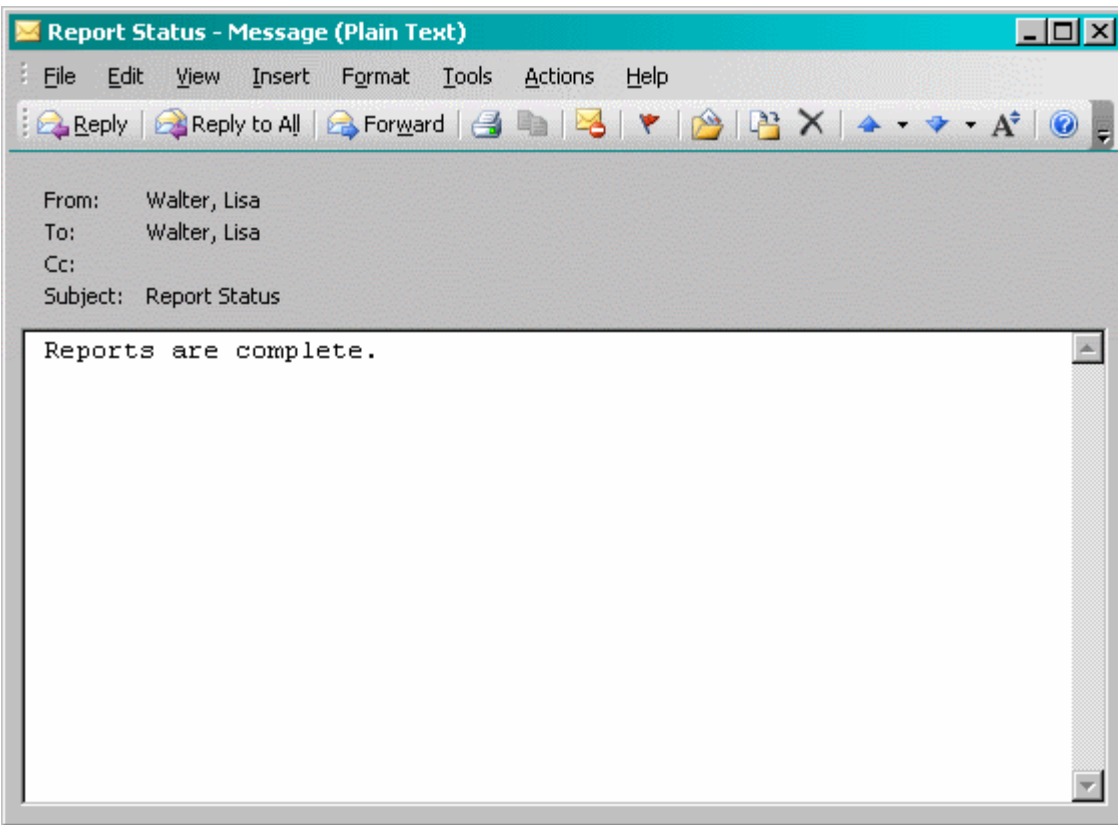 Report Status - Message (Plain Text)
File Edit View Insert Format Tools Actions Help
Reply Reply to All Forward A
From: Walter, Lisa
To: Walter, Lisa
Cc:
Subject: Report Status
Reports are complete.